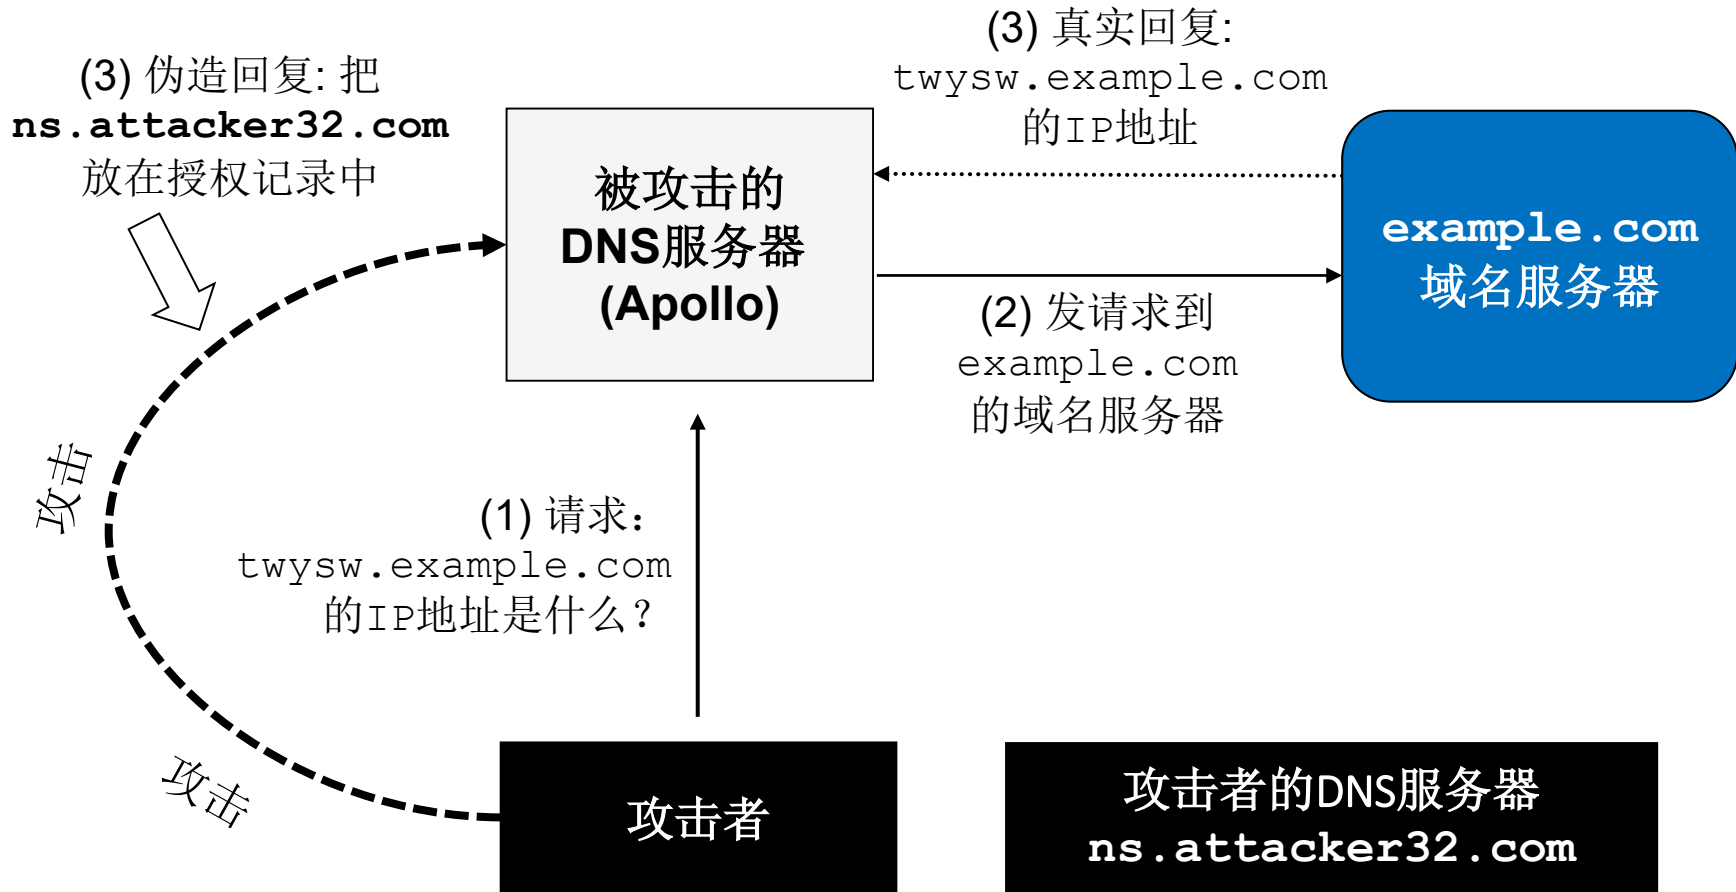 (3) 伪造回复: 把
ns.attacker32.com
放在授权记录中
(3) 真实回复:
twysw.example.com
的IP地址
被攻击的
DNS服务器
(Apollo)
example.com
域名服务器
(2) 发请求到
example.com
的域名服务器
攻击
(1) 请求：
twysw.example.com
的IP地址是什么？
攻击
攻击者
攻击者的DNS服务器
ns.attacker32.com